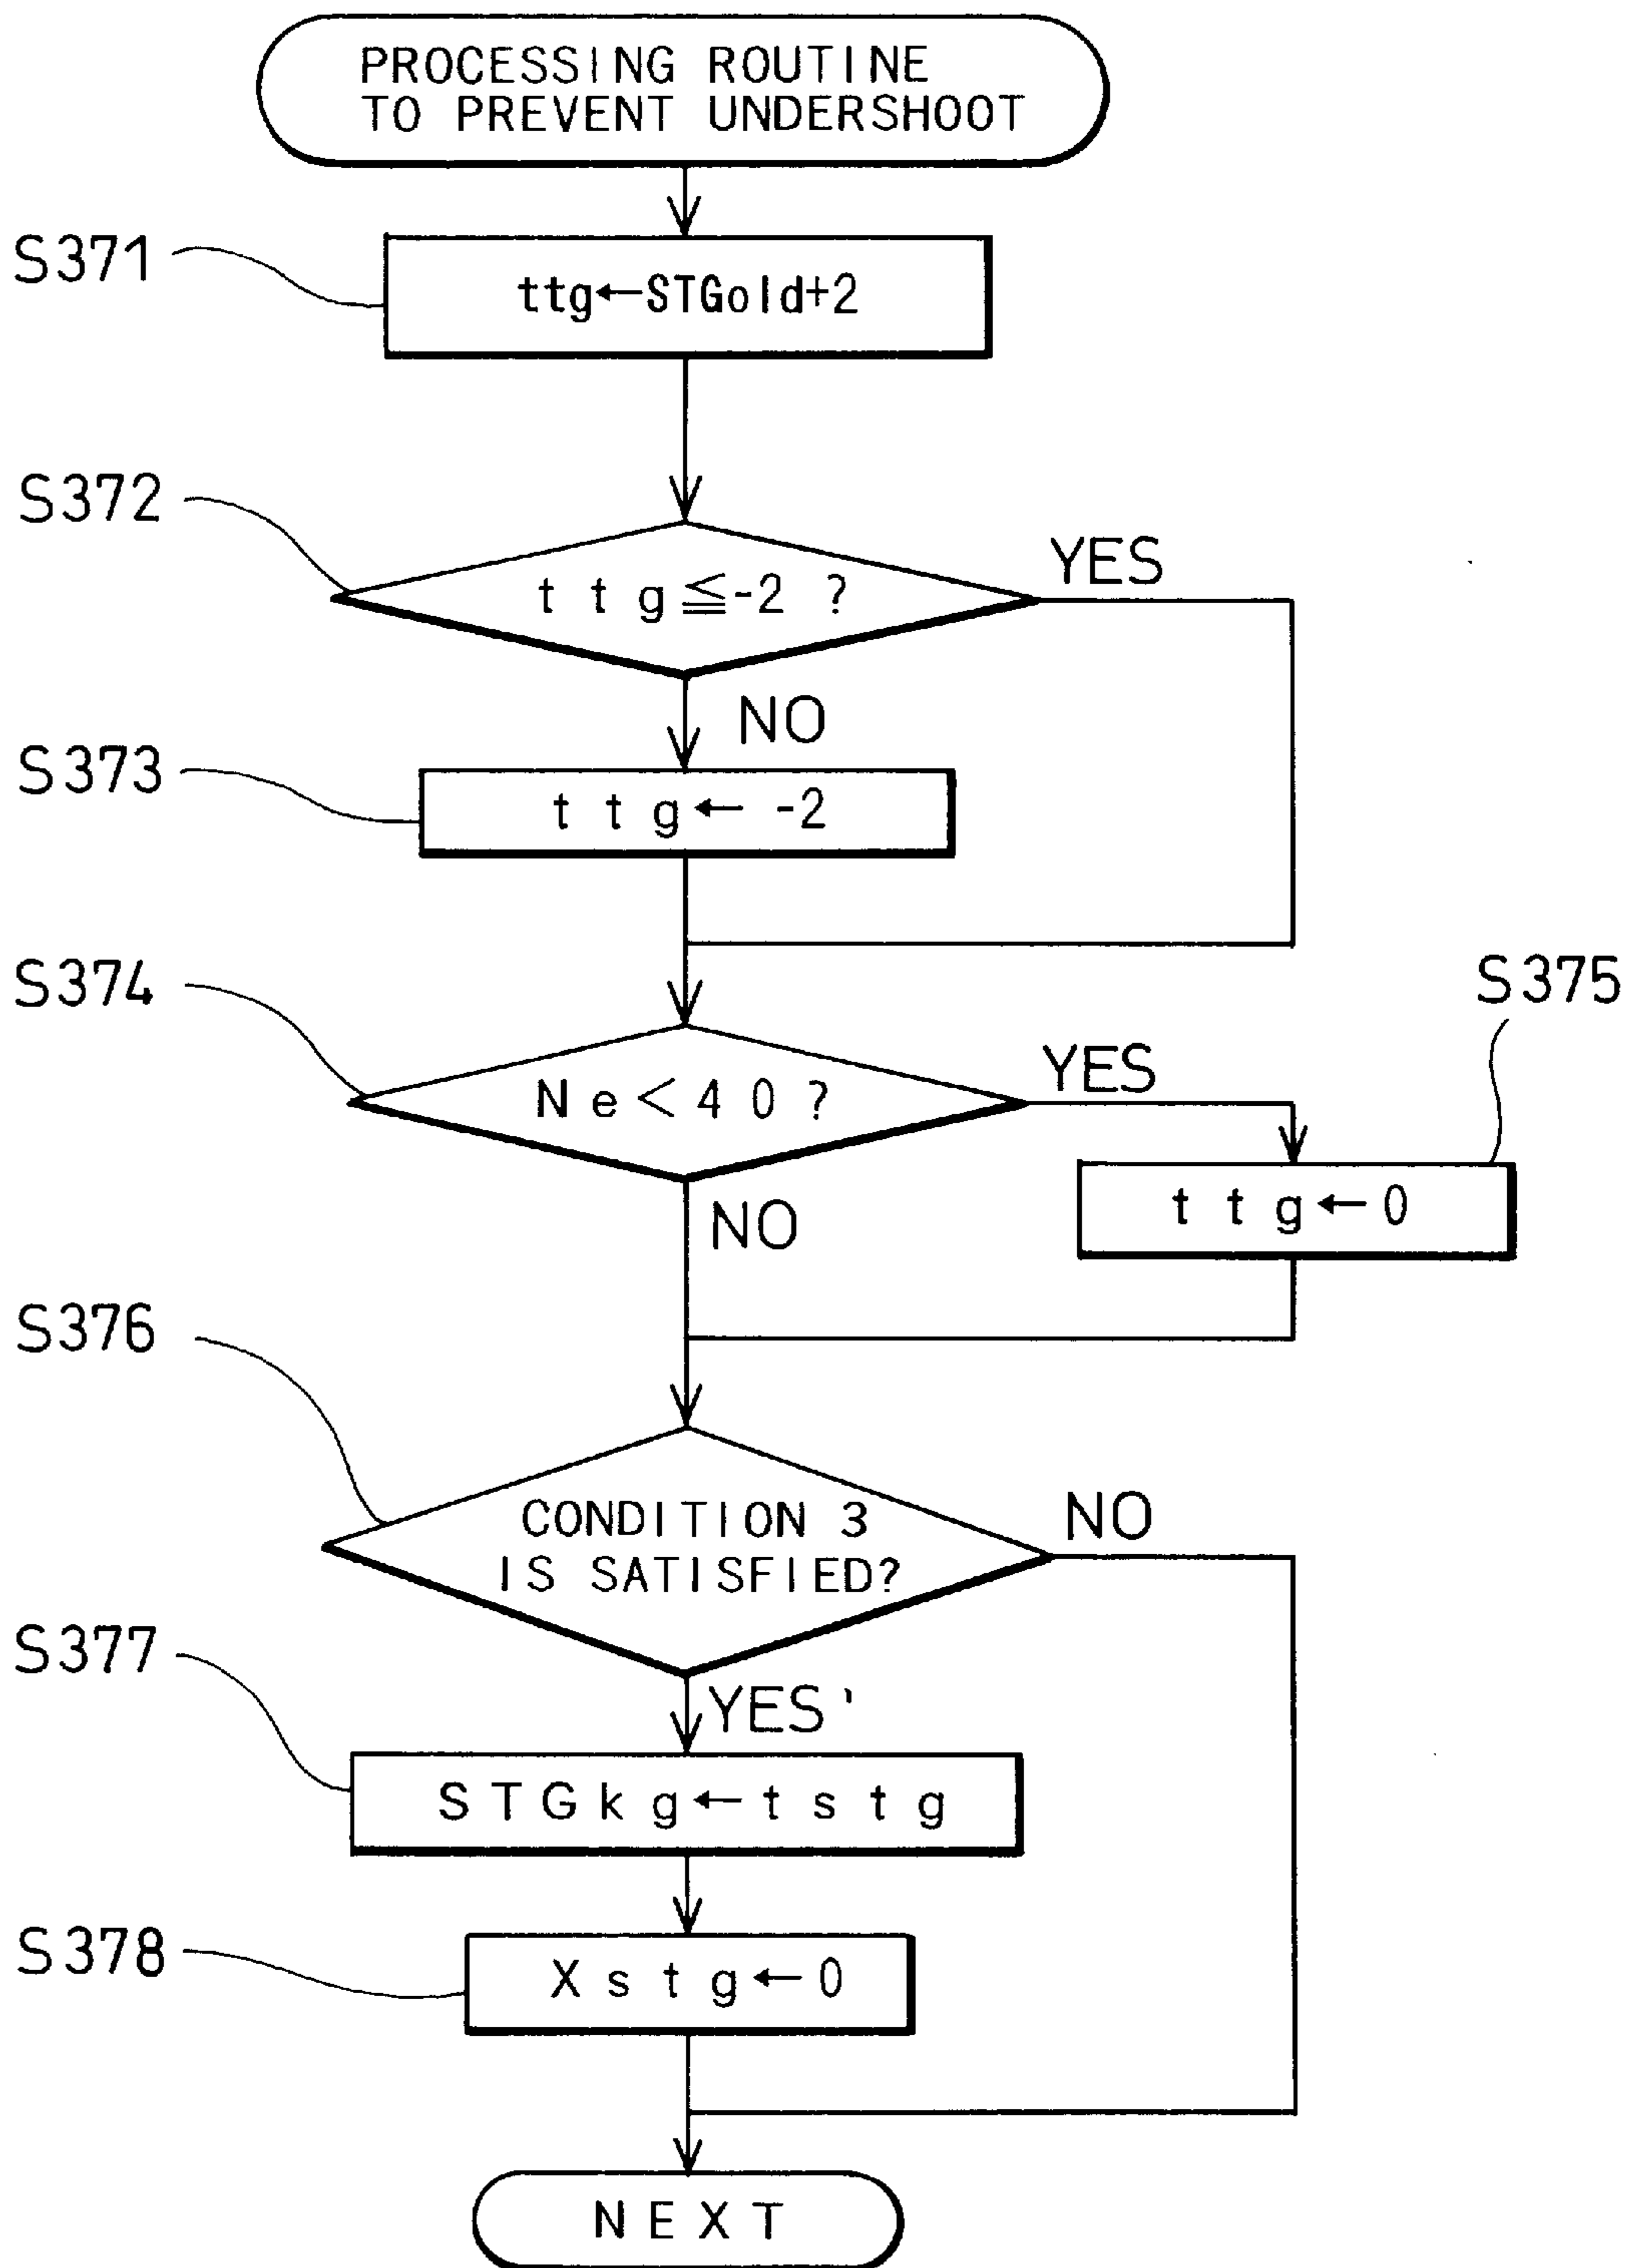 PROCESSING ROUTINE
TO PREVENT UNDERSHOOT
S371
ttg←STGold+2
S372
ttg≦-2 ?
YES
NO
S373
ttg← -2
S374
Ne<40?
YES
S375
ttg←0
NO
S376
CONDITION 3
IS SATISFIED?
NO
YES
S377
STGkg←tstg
S378
Xstg←0
NEXT